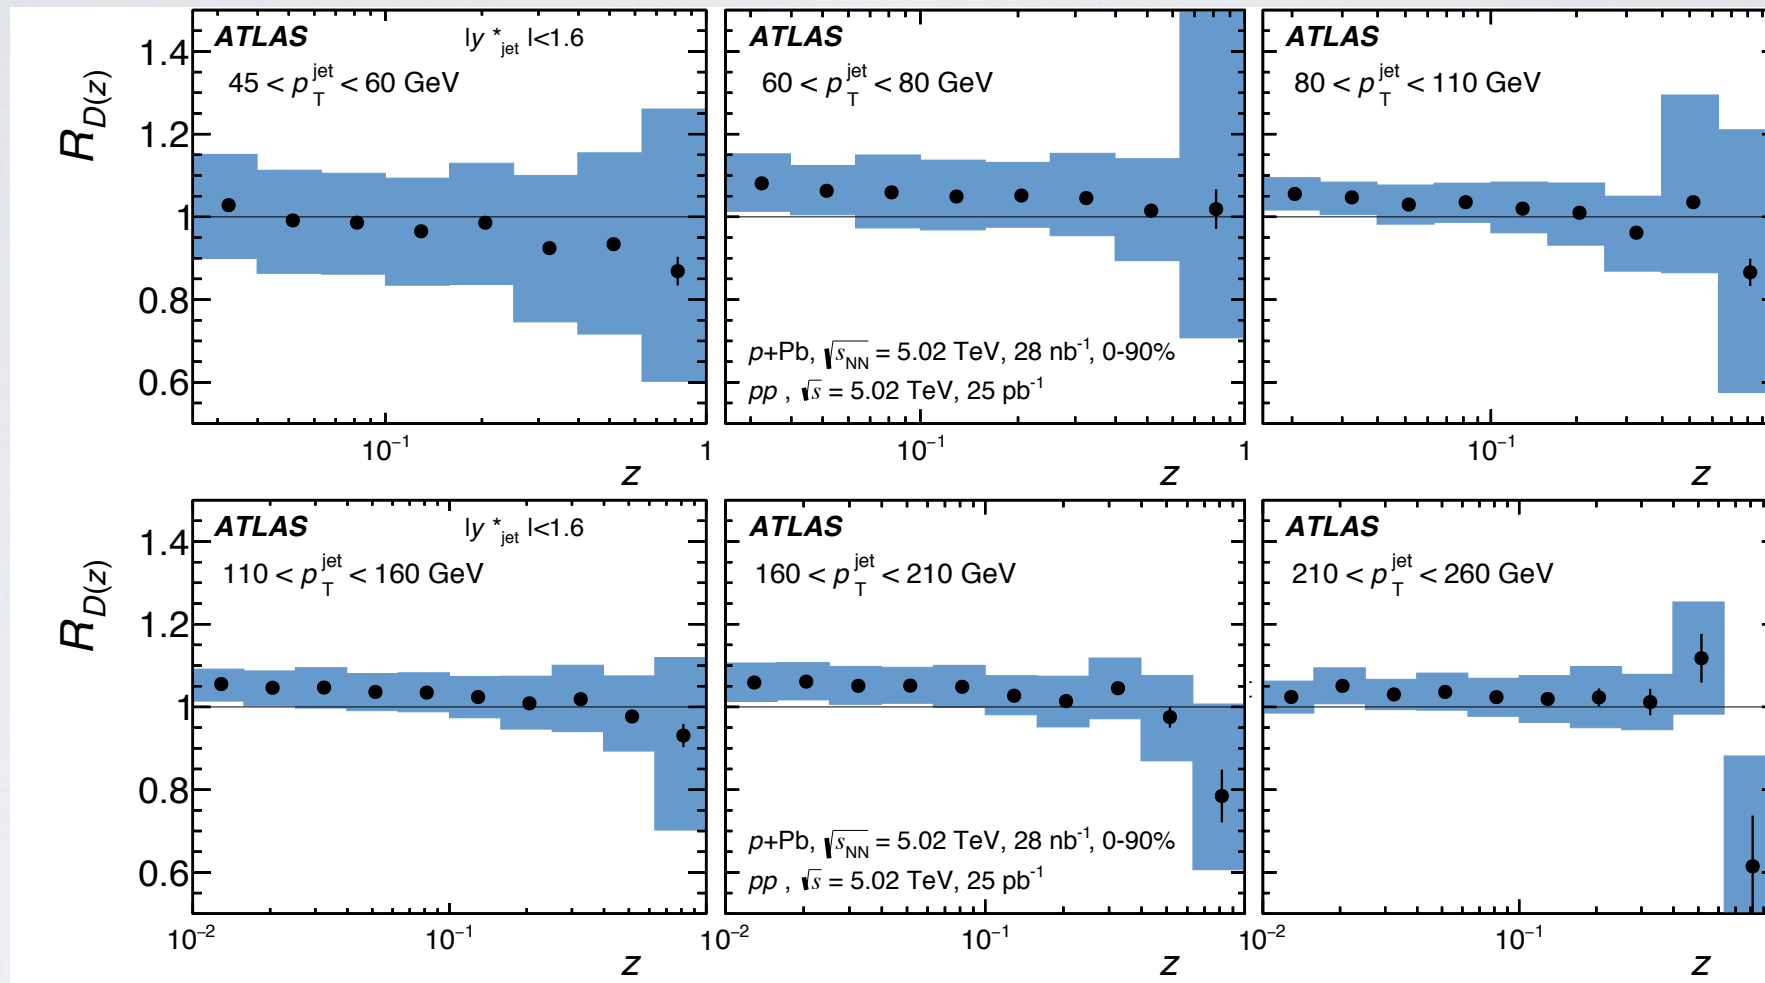 ATLAS |y*jet|<1.6
45 < pTjet < 60 GeV
ATLAS
60 < pTjet < 80 GeV
ATLAS
80 < pTjet < 110 GeV
RD(z)
1.4
1.2
1
0.8
0.6
p+Pb, √sNN = 5.02 TeV, 28 nb-1, 0-90%
pp , √s = 5.02 TeV, 25 pb-1
10−1 1 10−1 1 10−1
z z z
ATLAS |y*jet|<1.6
110 < pTjet < 160 GeV
ATLAS
160 < pTjet < 210 GeV
ATLAS
210 < pTjet < 260 GeV
RD(z)
1.4
1.2
1
0.8
0.6
p+Pb, √sNN = 5.02 TeV, 28 nb-1, 0-90%
pp , √s = 5.02 TeV, 25 pb-1
10−2 10−1 10−2 10−1 10−2 10−1
z z z